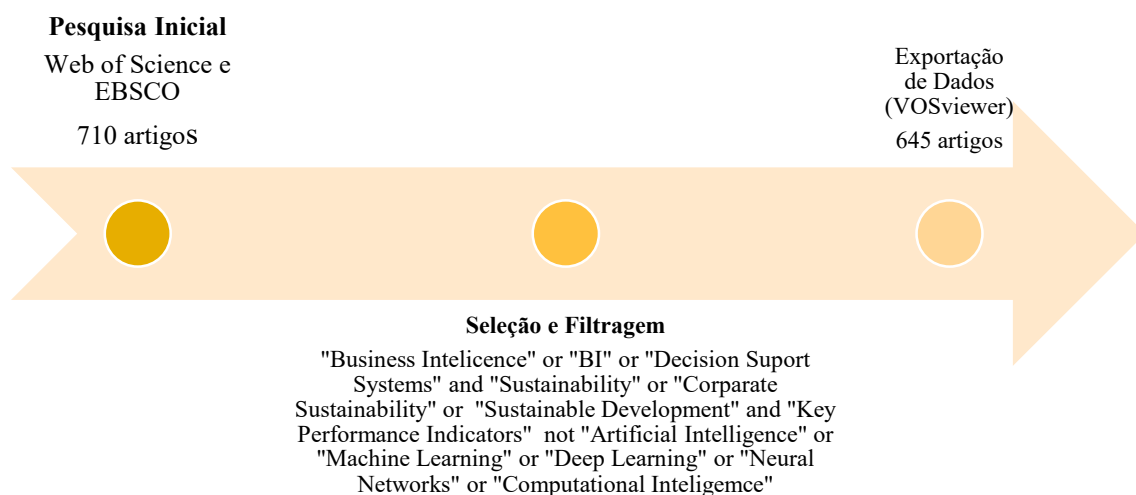 Pesquisa Inicial
Web of Science e
EBSCO
710 artigos
Exportação
de Dados
(VOSviewer)
645 artigos
Seleção e Filtragem
"Business Intelicence" or "BI" or "Decision Suport
Systems" and "Sustainability" or "Corparate
Sustainability" or "Sustainable Development" and "Key
Performance Indicators" not "Artificial Intelligence" or
"Machine Learning" or "Deep Learning" or "Neural
Networks" or "Computational Inteligemce"